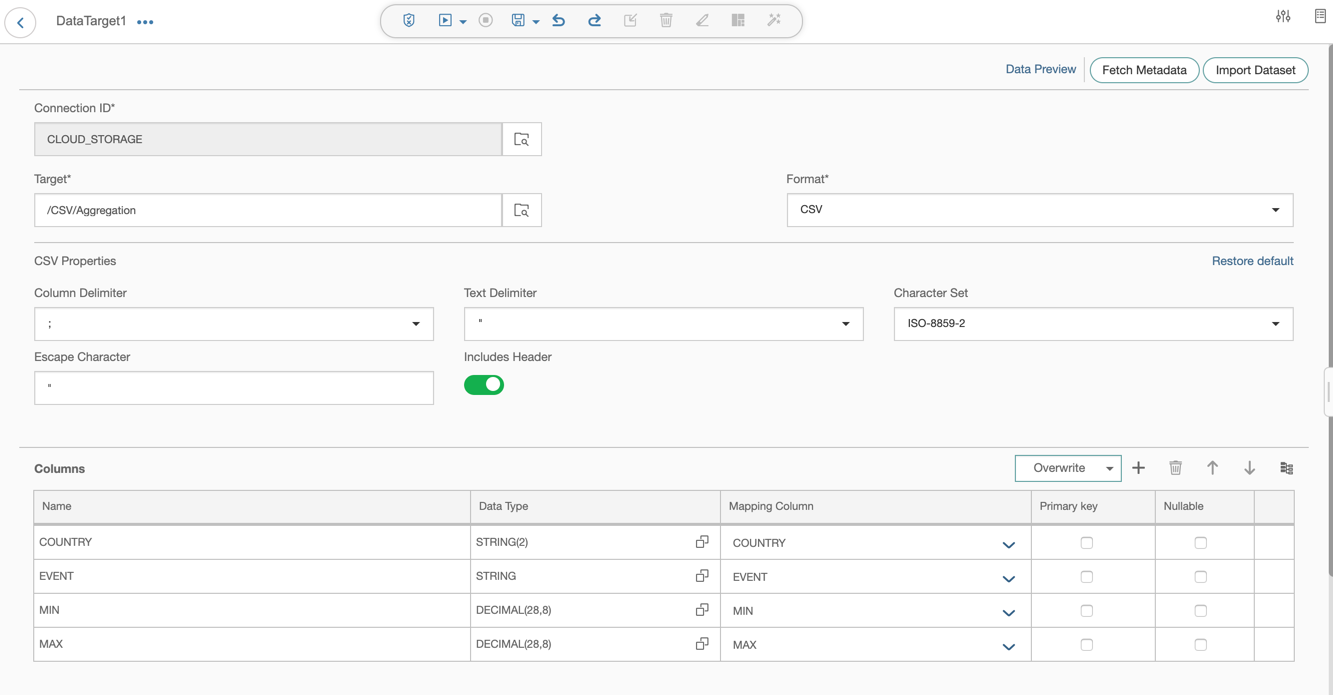 DataTarget1
Data Preview
Fetch Metadata
Import Dataset
Connection ID*
CLOUD_STORAGE
Target*
Format*
/CSV/Aggregation
CSV
CSV Properties
Restore default
Column Delimiter
Text Delimiter
Character Set
;
"
ISO-8859-2
Escape Character
Includes Header
"
Columns
Overwrite
Name Data Type Mapping Column Primary key Nullable
COUNTRY STRING(2) COUNTRY
EVENT STRING EVENT
MIN DECIMAL(28,8) MIN
MAX DECIMAL(28,8) MAX